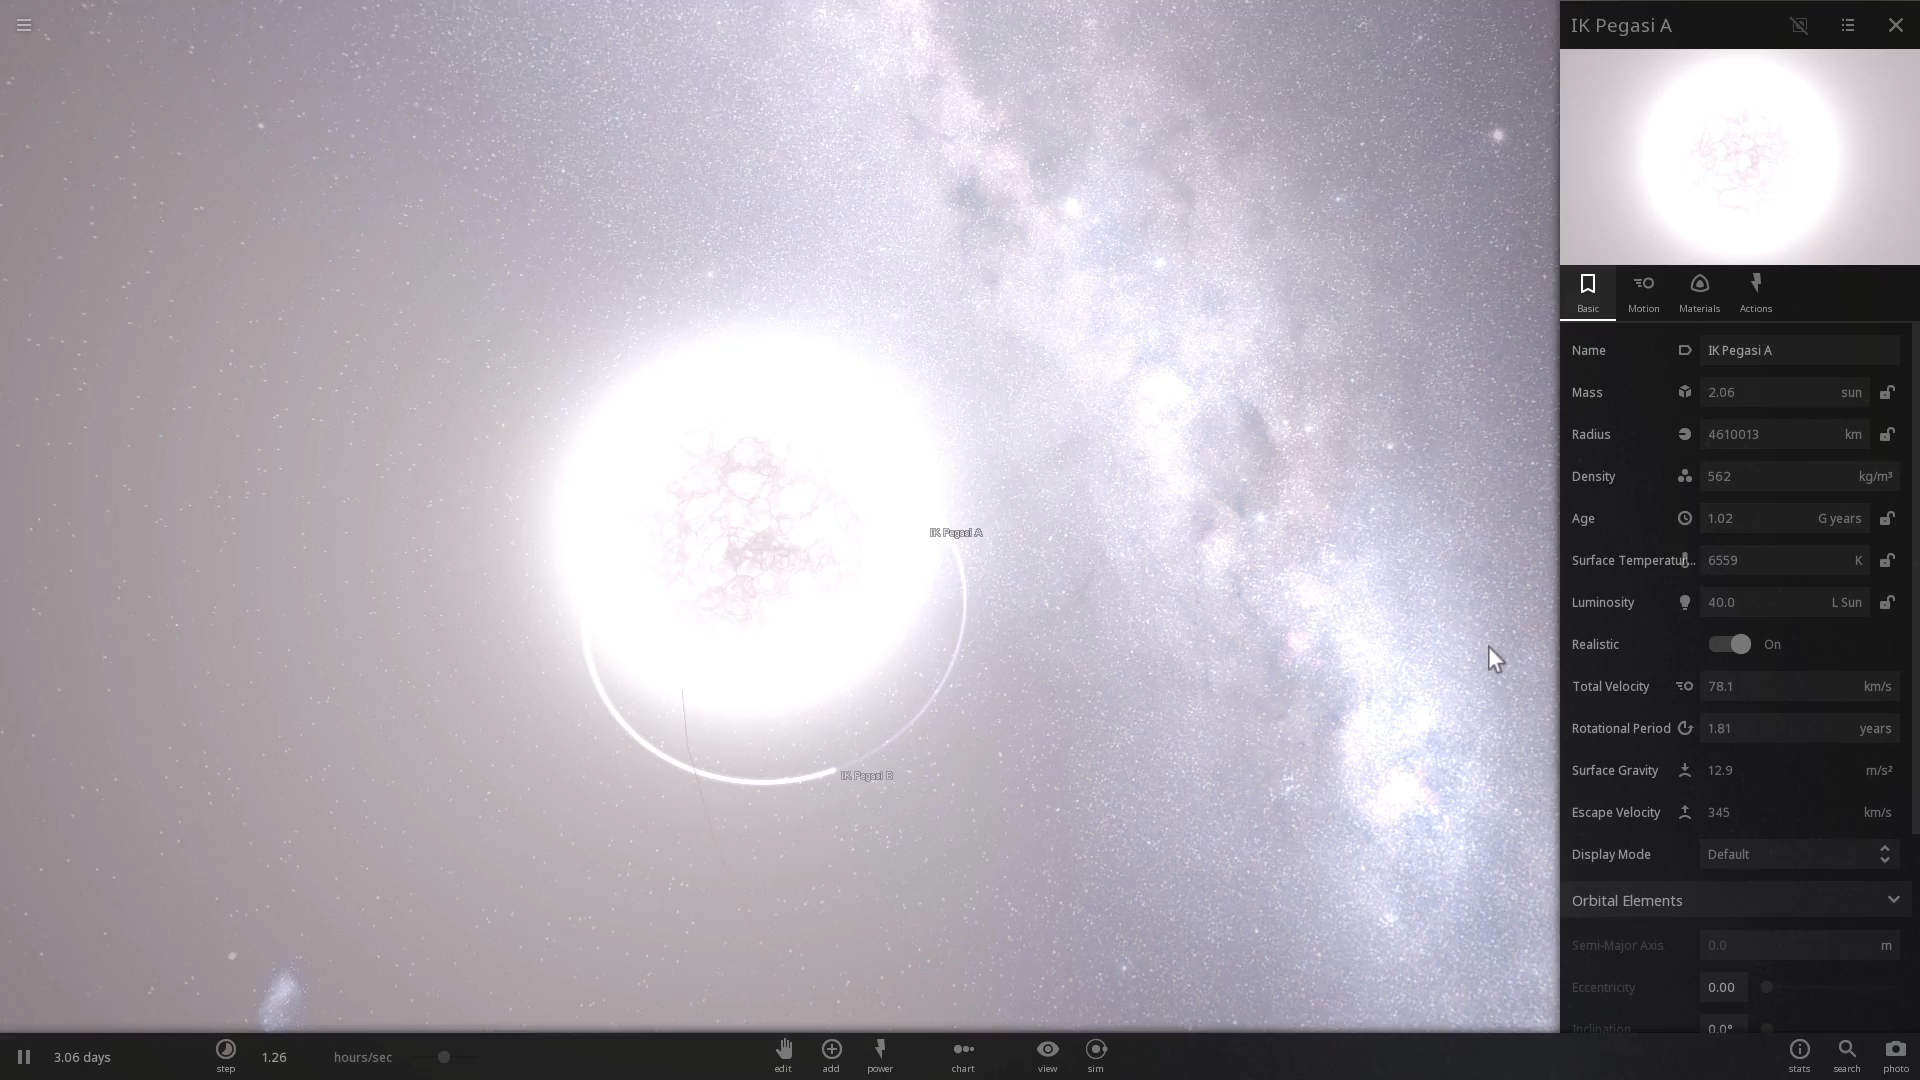 IK Pegasi A
Basic
Motion
Materials
Actions
Name IK Pegasi A
Mass 2.06 sun
Radius 4610013 km
Density 562 kg/m³
Age 1.02 G years
Surface Temperatur... 6559 K
Luminosity 40.0 L Sun
Realistic On
Total Velocity 78.1 km/s
Rotational Period 1.81 years
Surface Gravity 12.9 m/s²
Escape Velocity 345 km/s
Display Mode Default
Orbital Elements
Semi-Major Axis 0.0 m
Eccentricity 0.00
Inclination 0.0°
IK Pegasi A
IK Pegasi B
3.06 days
step
1.26 hours/sec
edit
add
power
chart
view
sim
stats
search
photo